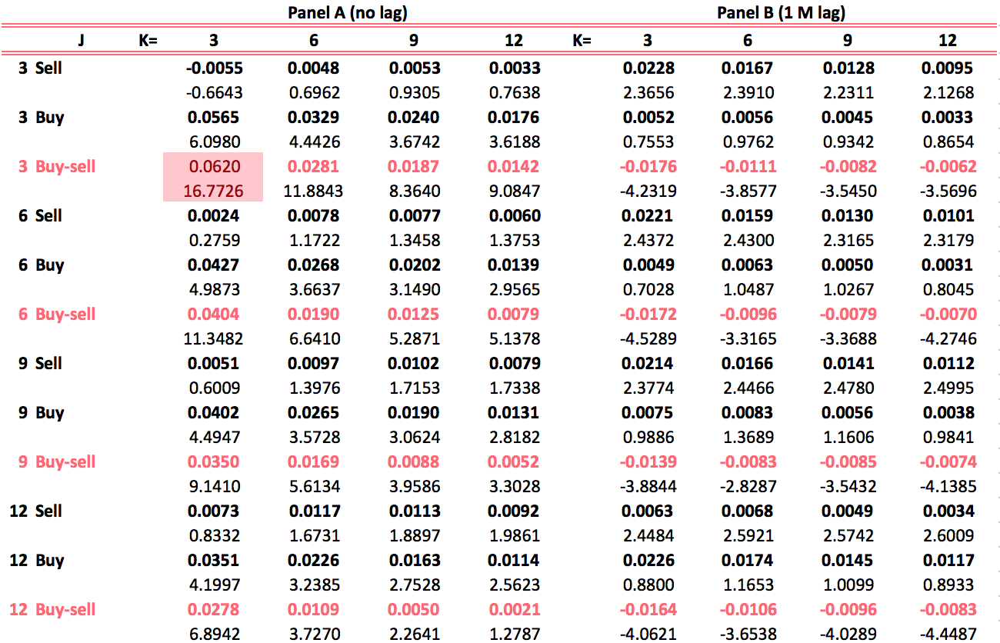 Panel A (no lag) Panel B (1 M lag)
J K= 3 6 9 12 K= 3 6 9 12
3 Sell -0.0055 0.0048 0.0053 0.0033 0.0228 0.0167 0.0128 0.0095
-0.6643 0.6962 0.9305 0.7638 2.3656 2.3910 2.2311 2.1268
3 Buy 0.0565 0.0329 0.0240 0.0176 0.0052 0.0056 0.0045 0.0033
6.0980 4.4426 3.6742 3.6188 0.7553 0.9762 0.9342 0.8654
3 Buy-sell 0.0620 0.0281 0.0187 0.0142 -0.0176 -0.0111 -0.0082 -0.0062
16.7726 11.8843 8.3640 9.0847 -4.2319 -3.8577 -3.5450 -3.5696
6 Sell 0.0024 0.0078 0.0077 0.0060 0.0221 0.0159 0.0130 0.0101
0.2759 1.1722 1.3458 1.3753 2.4372 2.4300 2.3165 2.3179
6 Buy 0.0427 0.0268 0.0202 0.0139 0.0049 0.0063 0.0050 0.0031
4.9873 3.6637 3.1490 2.9565 0.7028 1.0487 1.0267 0.8045
6 Buy-sell 0.0404 0.0190 0.0125 0.0079 -0.0172 -0.0096 -0.0079 -0.0070
11.3482 6.6410 5.2871 5.1378 -4.5289 -3.3165 -3.3688 -4.2746
9 Sell 0.0051 0.0097 0.0102 0.0079 0.0214 0.0166 0.0141 0.0112
0.6009 1.3976 1.7153 1.7338 2.3774 2.4466 2.4780 2.4995
9 Buy 0.0402 0.0265 0.0190 0.0131 0.0075 0.0083 0.0056 0.0038
4.4947 3.5728 3.0624 2.8182 0.9886 1.3689 1.1606 0.9841
9 Buy-sell 0.0350 0.0169 0.0088 0.0052 -0.0139 -0.0083 -0.0085 -0.0074
9.1410 5.6134 3.9586 3.3028 -3.8844 -2.8287 -3.5432 -4.1385
12 Sell 0.0073 0.0117 0.0113 0.0092 0.0063 0.0068 0.0049 0.0034
0.8332 1.6731 1.8897 1.9861 2.4484 2.5921 2.5742 2.6009
12 Buy 0.0351 0.0226 0.0163 0.0114 0.0226 0.0174 0.0145 0.0117
4.1997 3.2385 2.7528 2.5623 0.8800 1.1653 1.0099 0.8933
12 Buy-sell 0.0278 0.0109 0.0050 0.0021 -0.0164 -0.0106 -0.0096 -0.0083
6.8942 3.7270 2.2641 1.2787 -4.0621 -3.6538 -4.0289 -4.4487